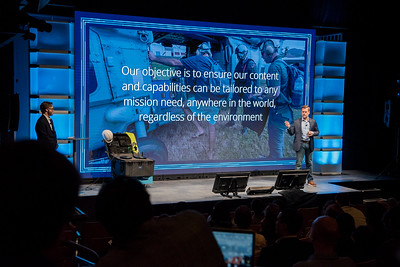 Our objective is to ensure our content
and capabilities can be tailored to any
mission need, anywhere in the world,
regardless of the environment